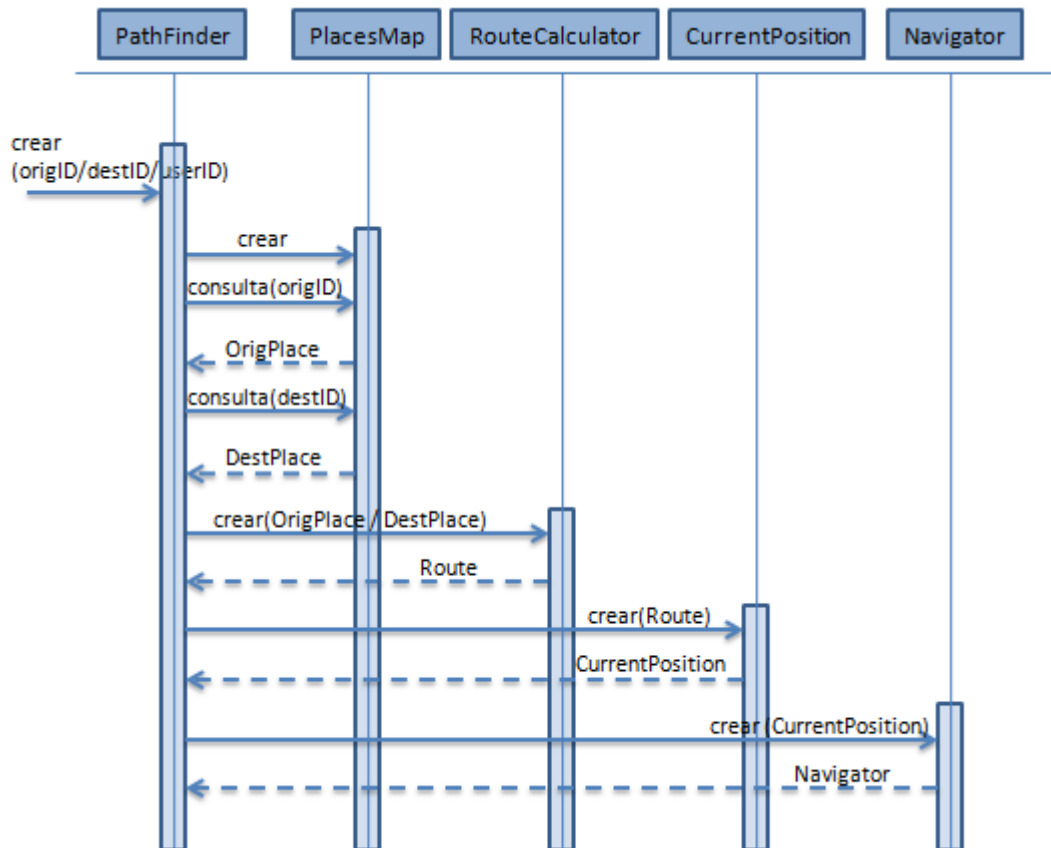 PathFinder
PlacesMap
RouteCalculator
CurrentPosition
Navigator
crear
(origID/destID/userID)
crear
consulta(origID)
OrigPlace
consulta(destID)
DestPlace
crear(OrigPlace / DestPlace)
Route
crear(Route)
CurrentPosition
crear (CurrentPosition)
Navigator